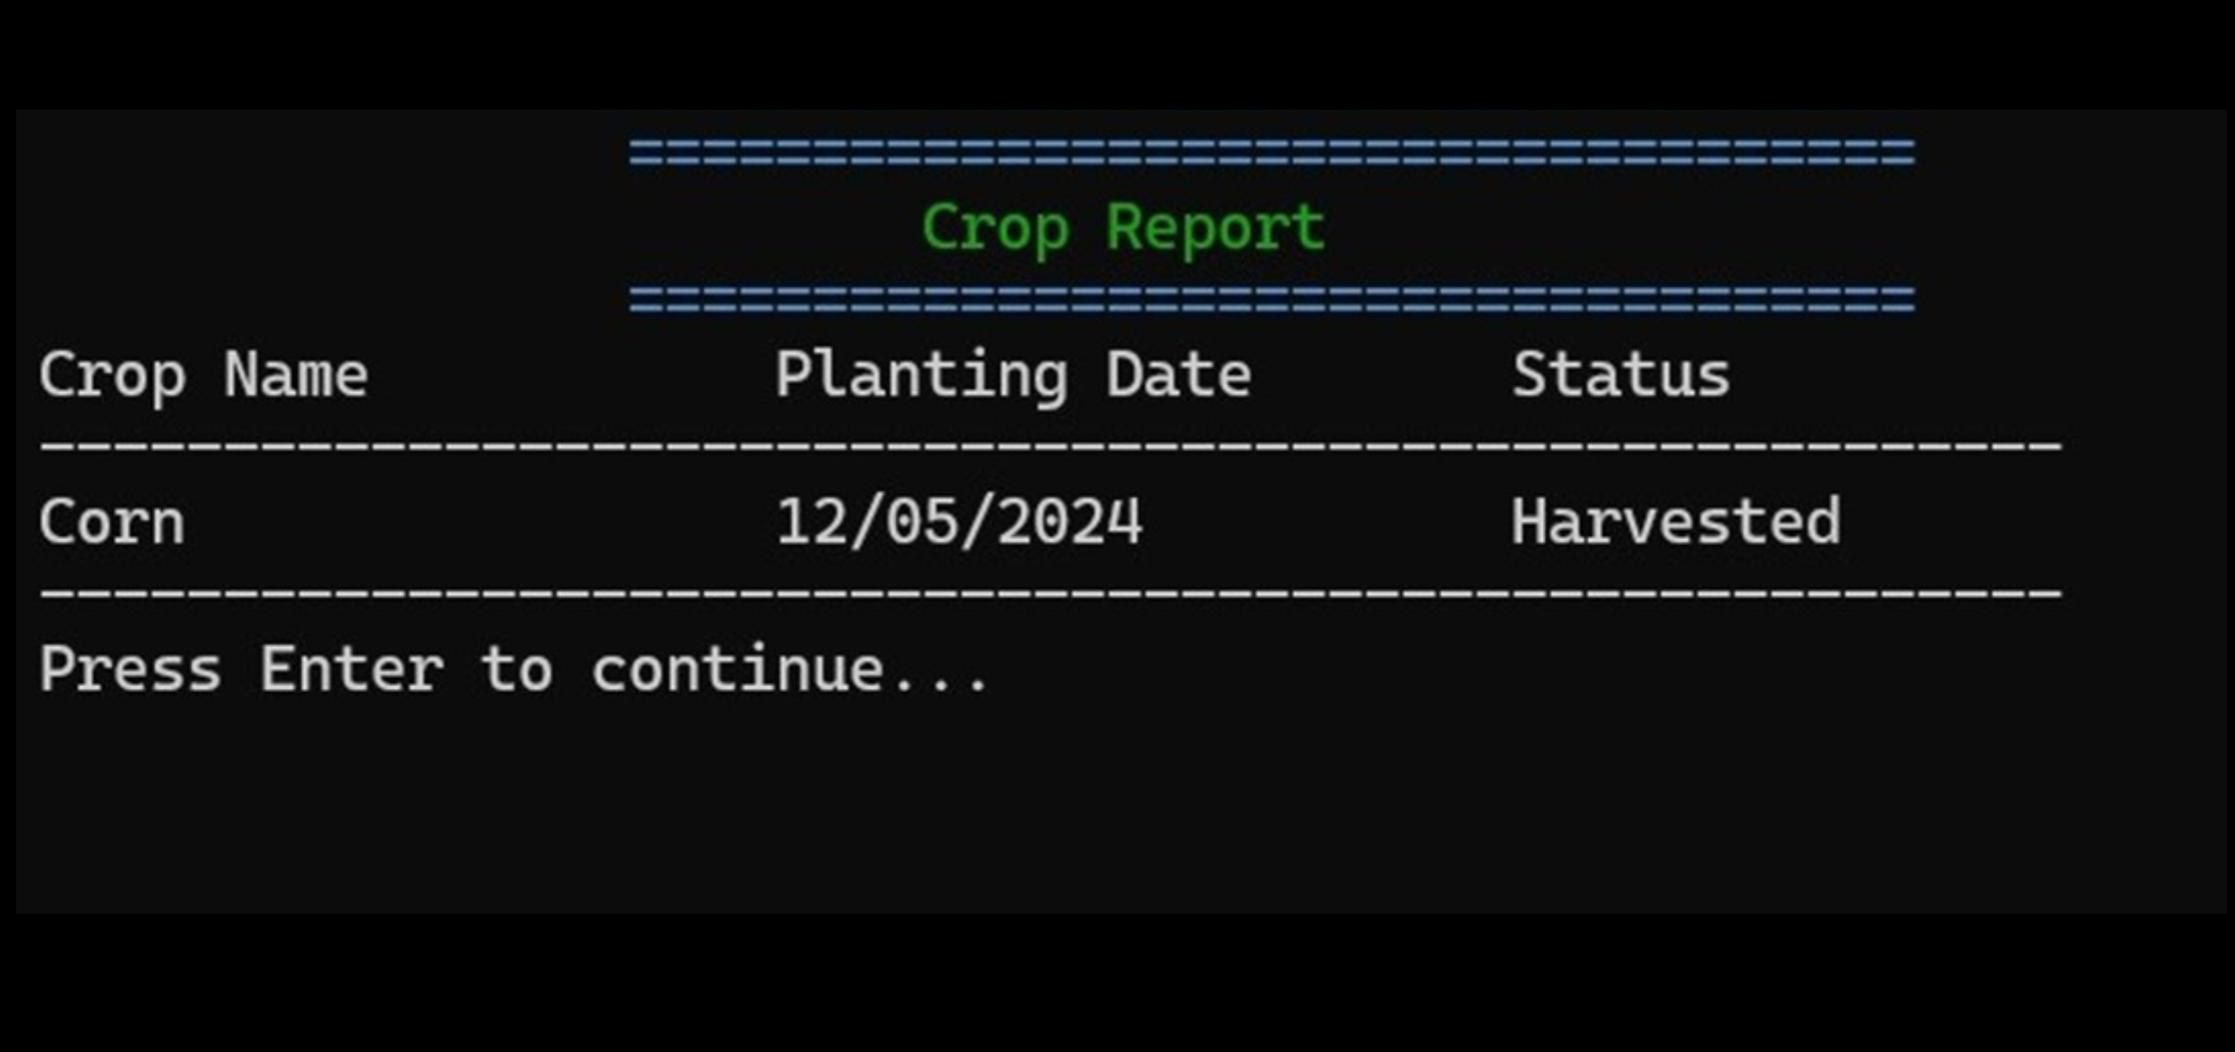 ===================================
Crop Report
===================================
Crop Name Planting Date Status
--------------------------------------------------------
Corn 12/05/2024 Harvested
--------------------------------------------------------
Press Enter to continue...